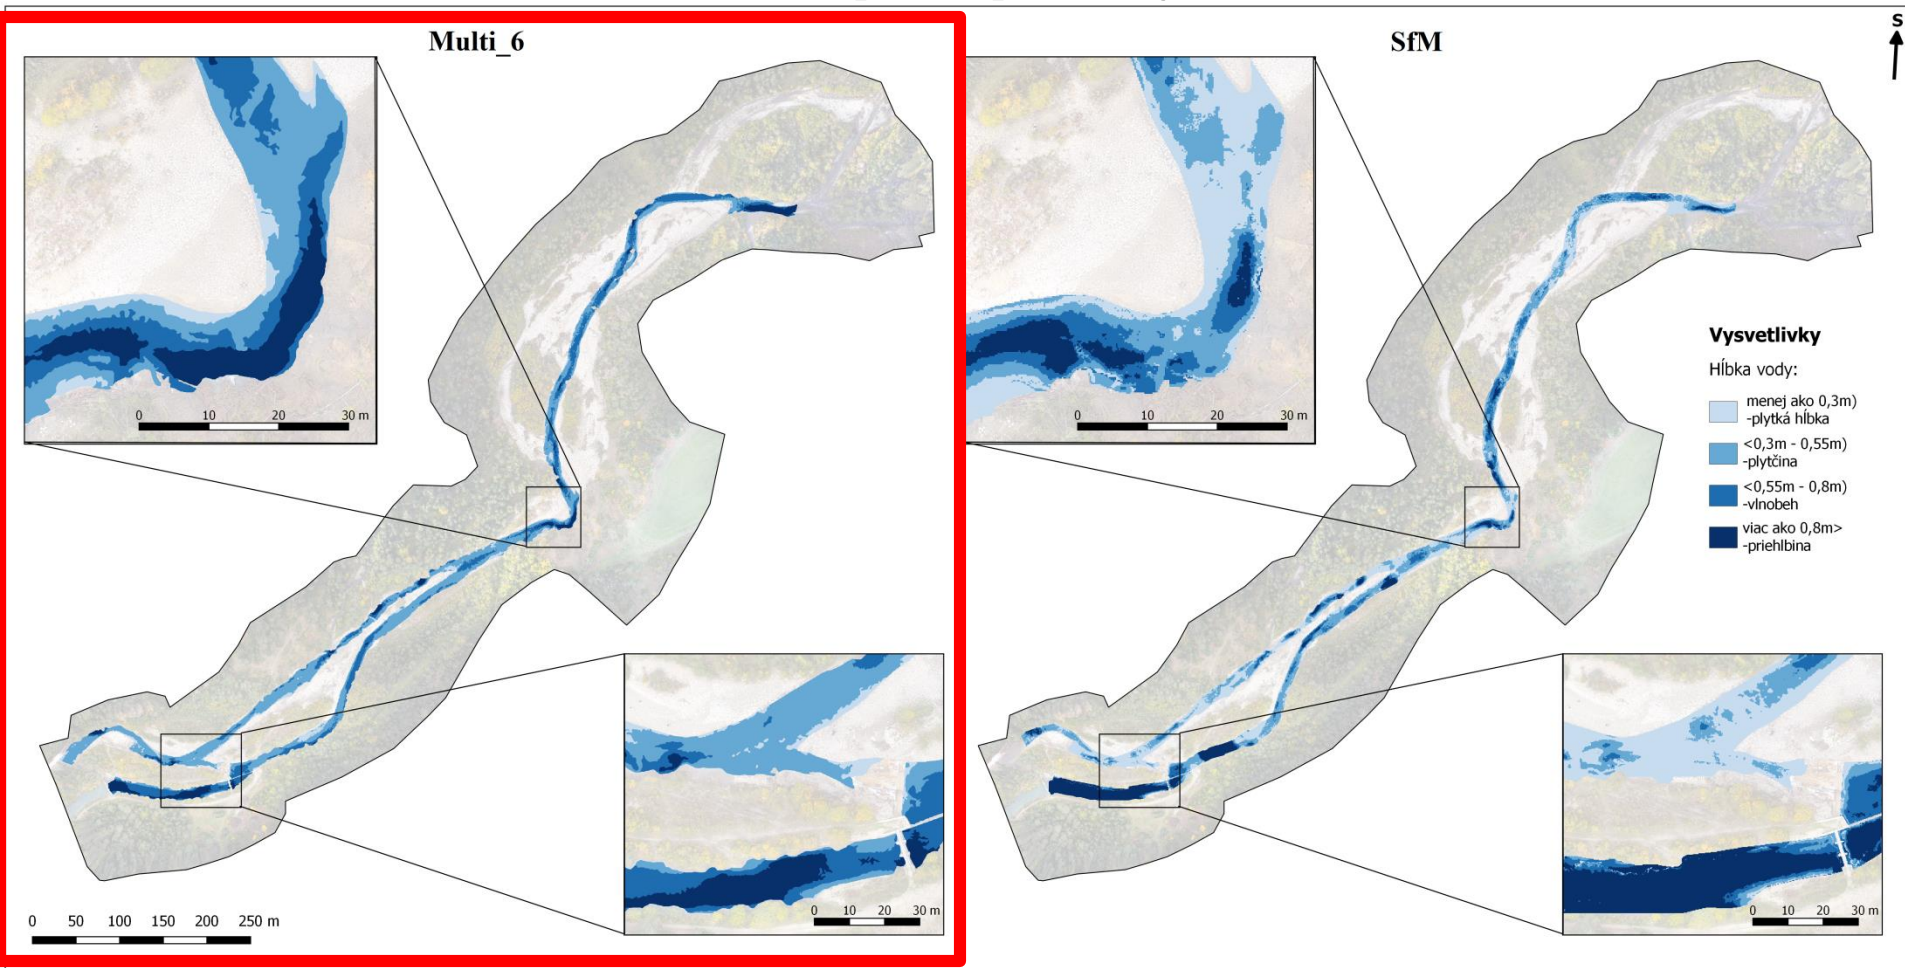 Multi_6
SfM
S
0 10 20 30 m
0 10 20 30 m
Vysvetlivky
Hĺbka vody:
menej ako 0,3m)
-plytká hĺbka
<0,3m - 0,55m)
-plytčina
<0,55m - 0,8m)
-vlnobeh
viac ako 0,8m>
-priehlbina
0 50 100 150 200 250 m
0 10 20 30 m
0 10 20 30 m